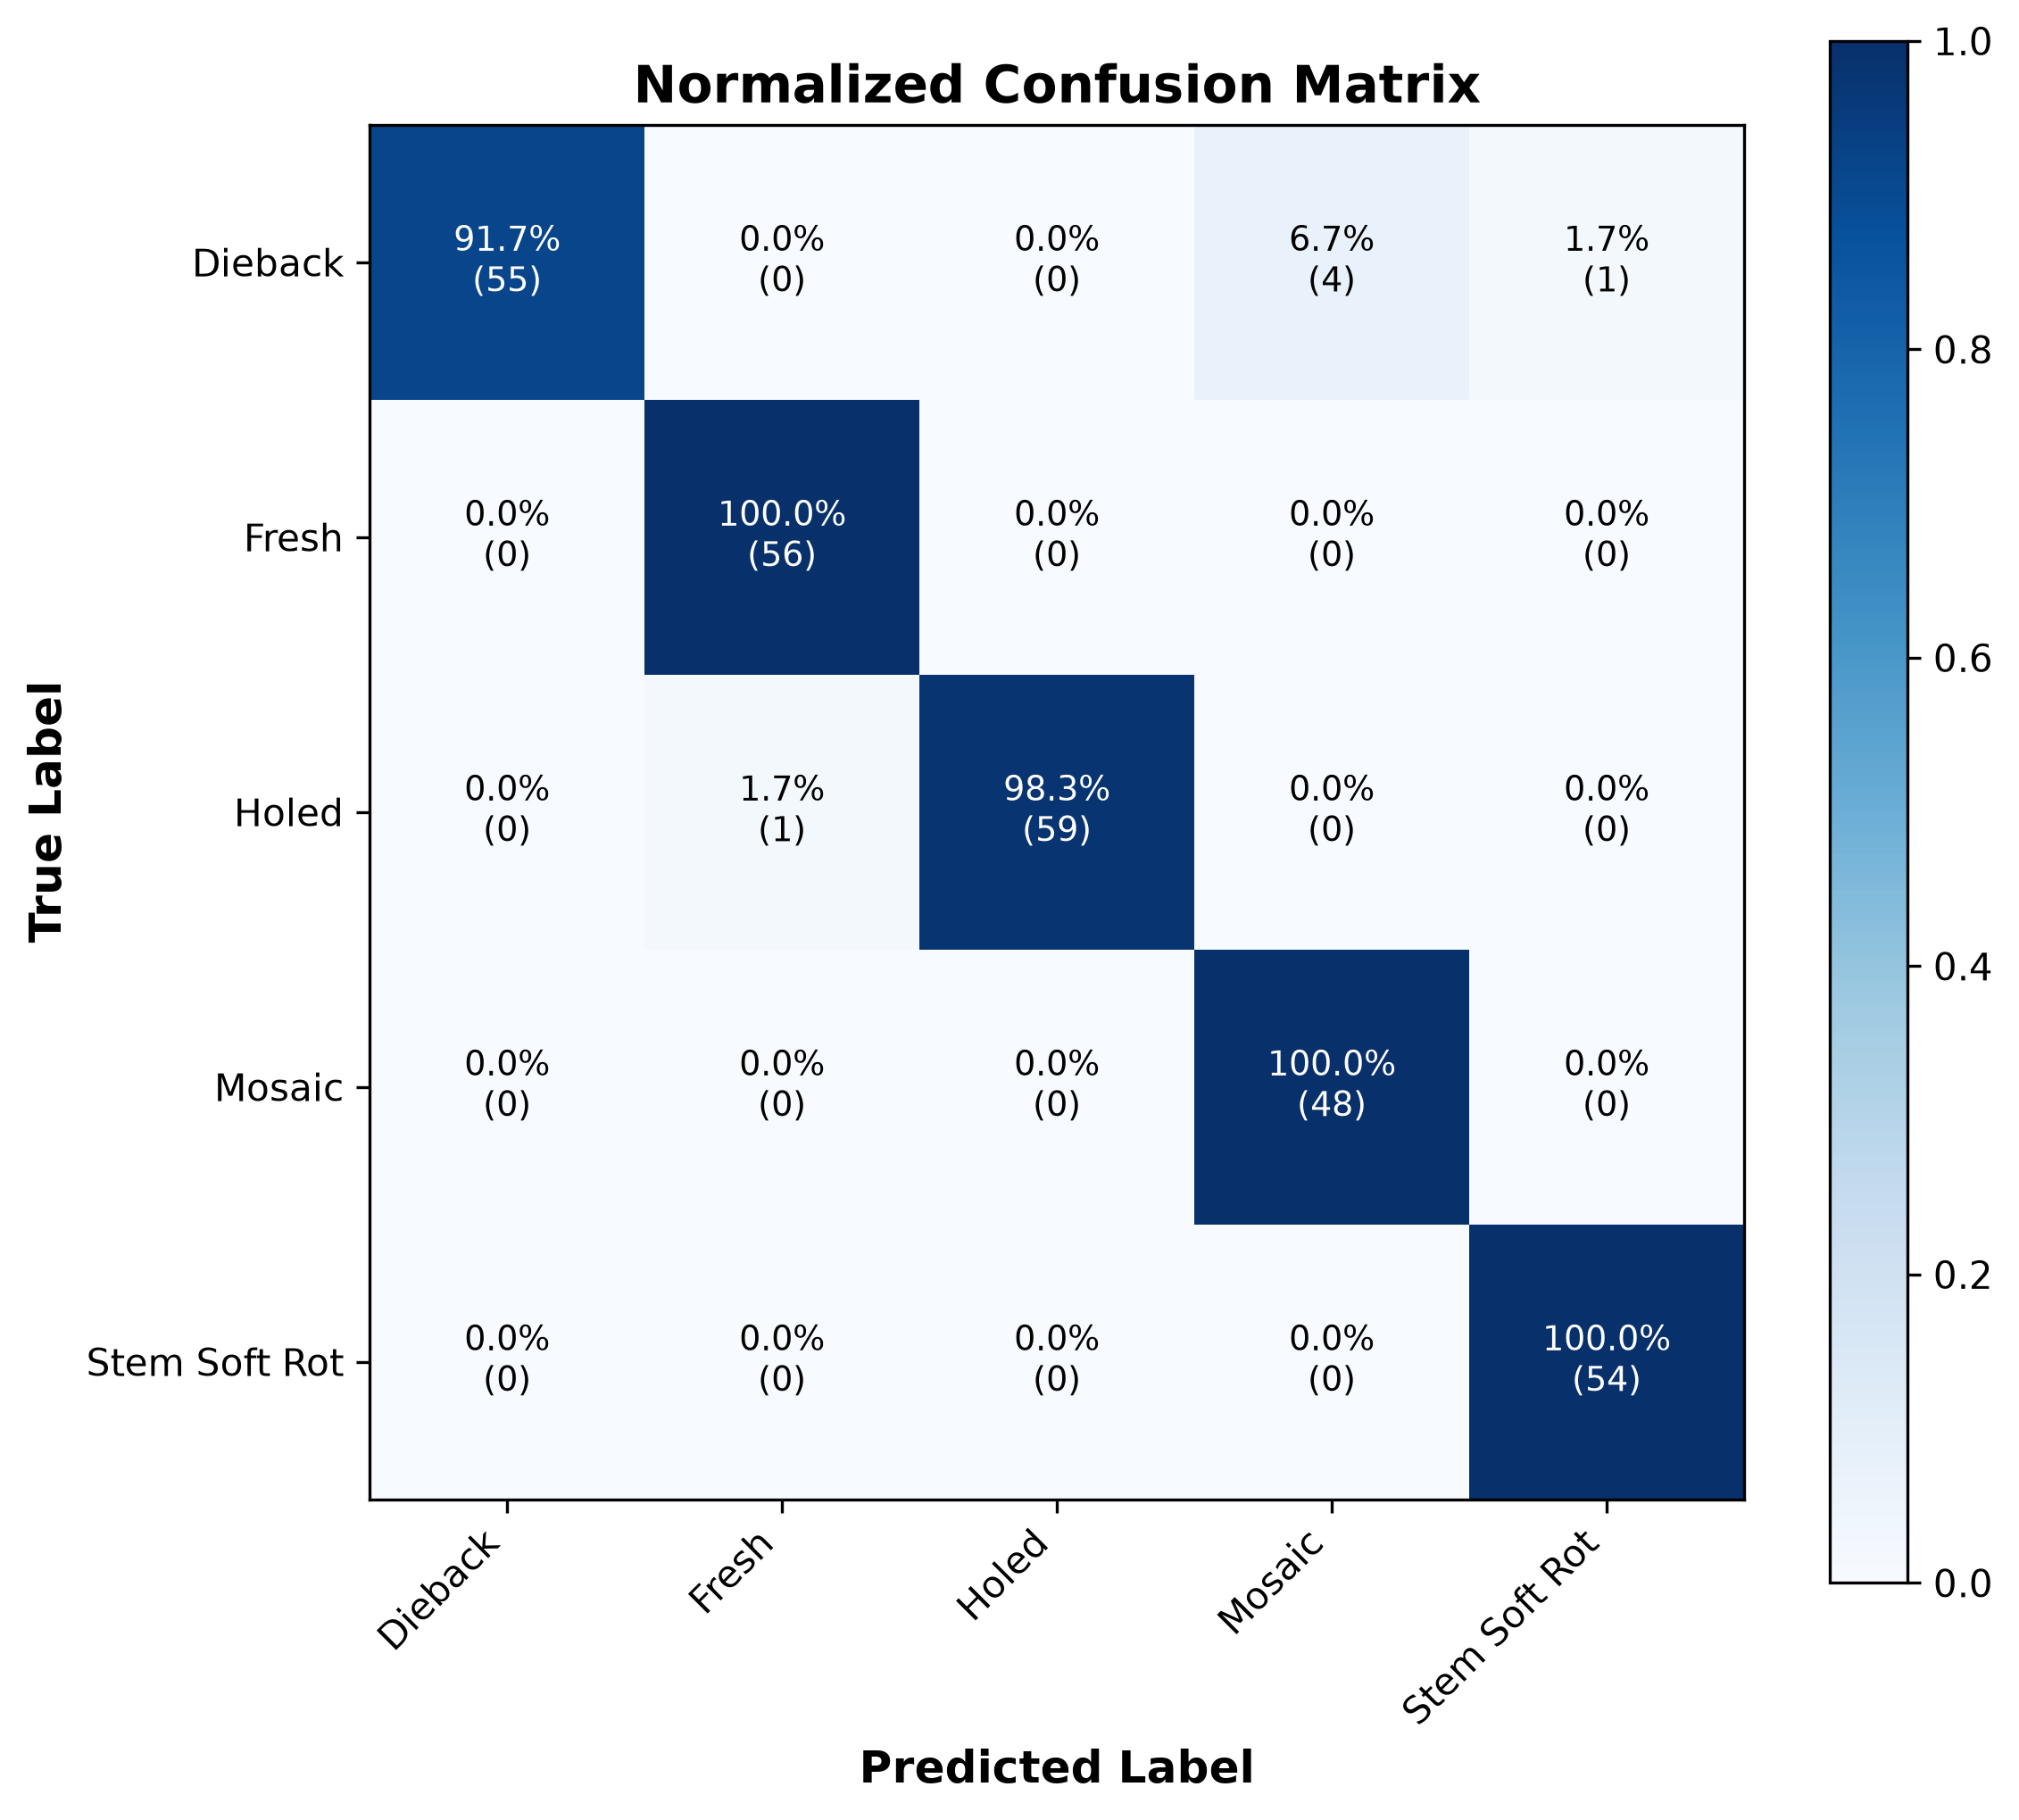 Normalized Confusion Matrix
True Label
Dieback
91.7% 0.0% 0.0% 6.7% 1.7%
(55) (0) (0) (4) (1)
Fresh
0.0% 100.0% 0.0% 0.0% 0.0%
(0) (56) (0) (0) (0)
Holed
0.0% 1.7% 98.3% 0.0% 0.0%
(0) (1) (59) (0) (0)
Mosaic
0.0% 0.0% 0.0% 100.0% 0.0%
(0) (0) (0) (48) (0)
Stem Soft Rot
0.0% 0.0% 0.0% 0.0% 100.0%
(0) (0) (0) (0) (54)
Dieback
Fresh
Holed
Mosaic
Stem Soft Rot
Predicted Label
1.0
0.8
0.6
0.4
0.2
0.0